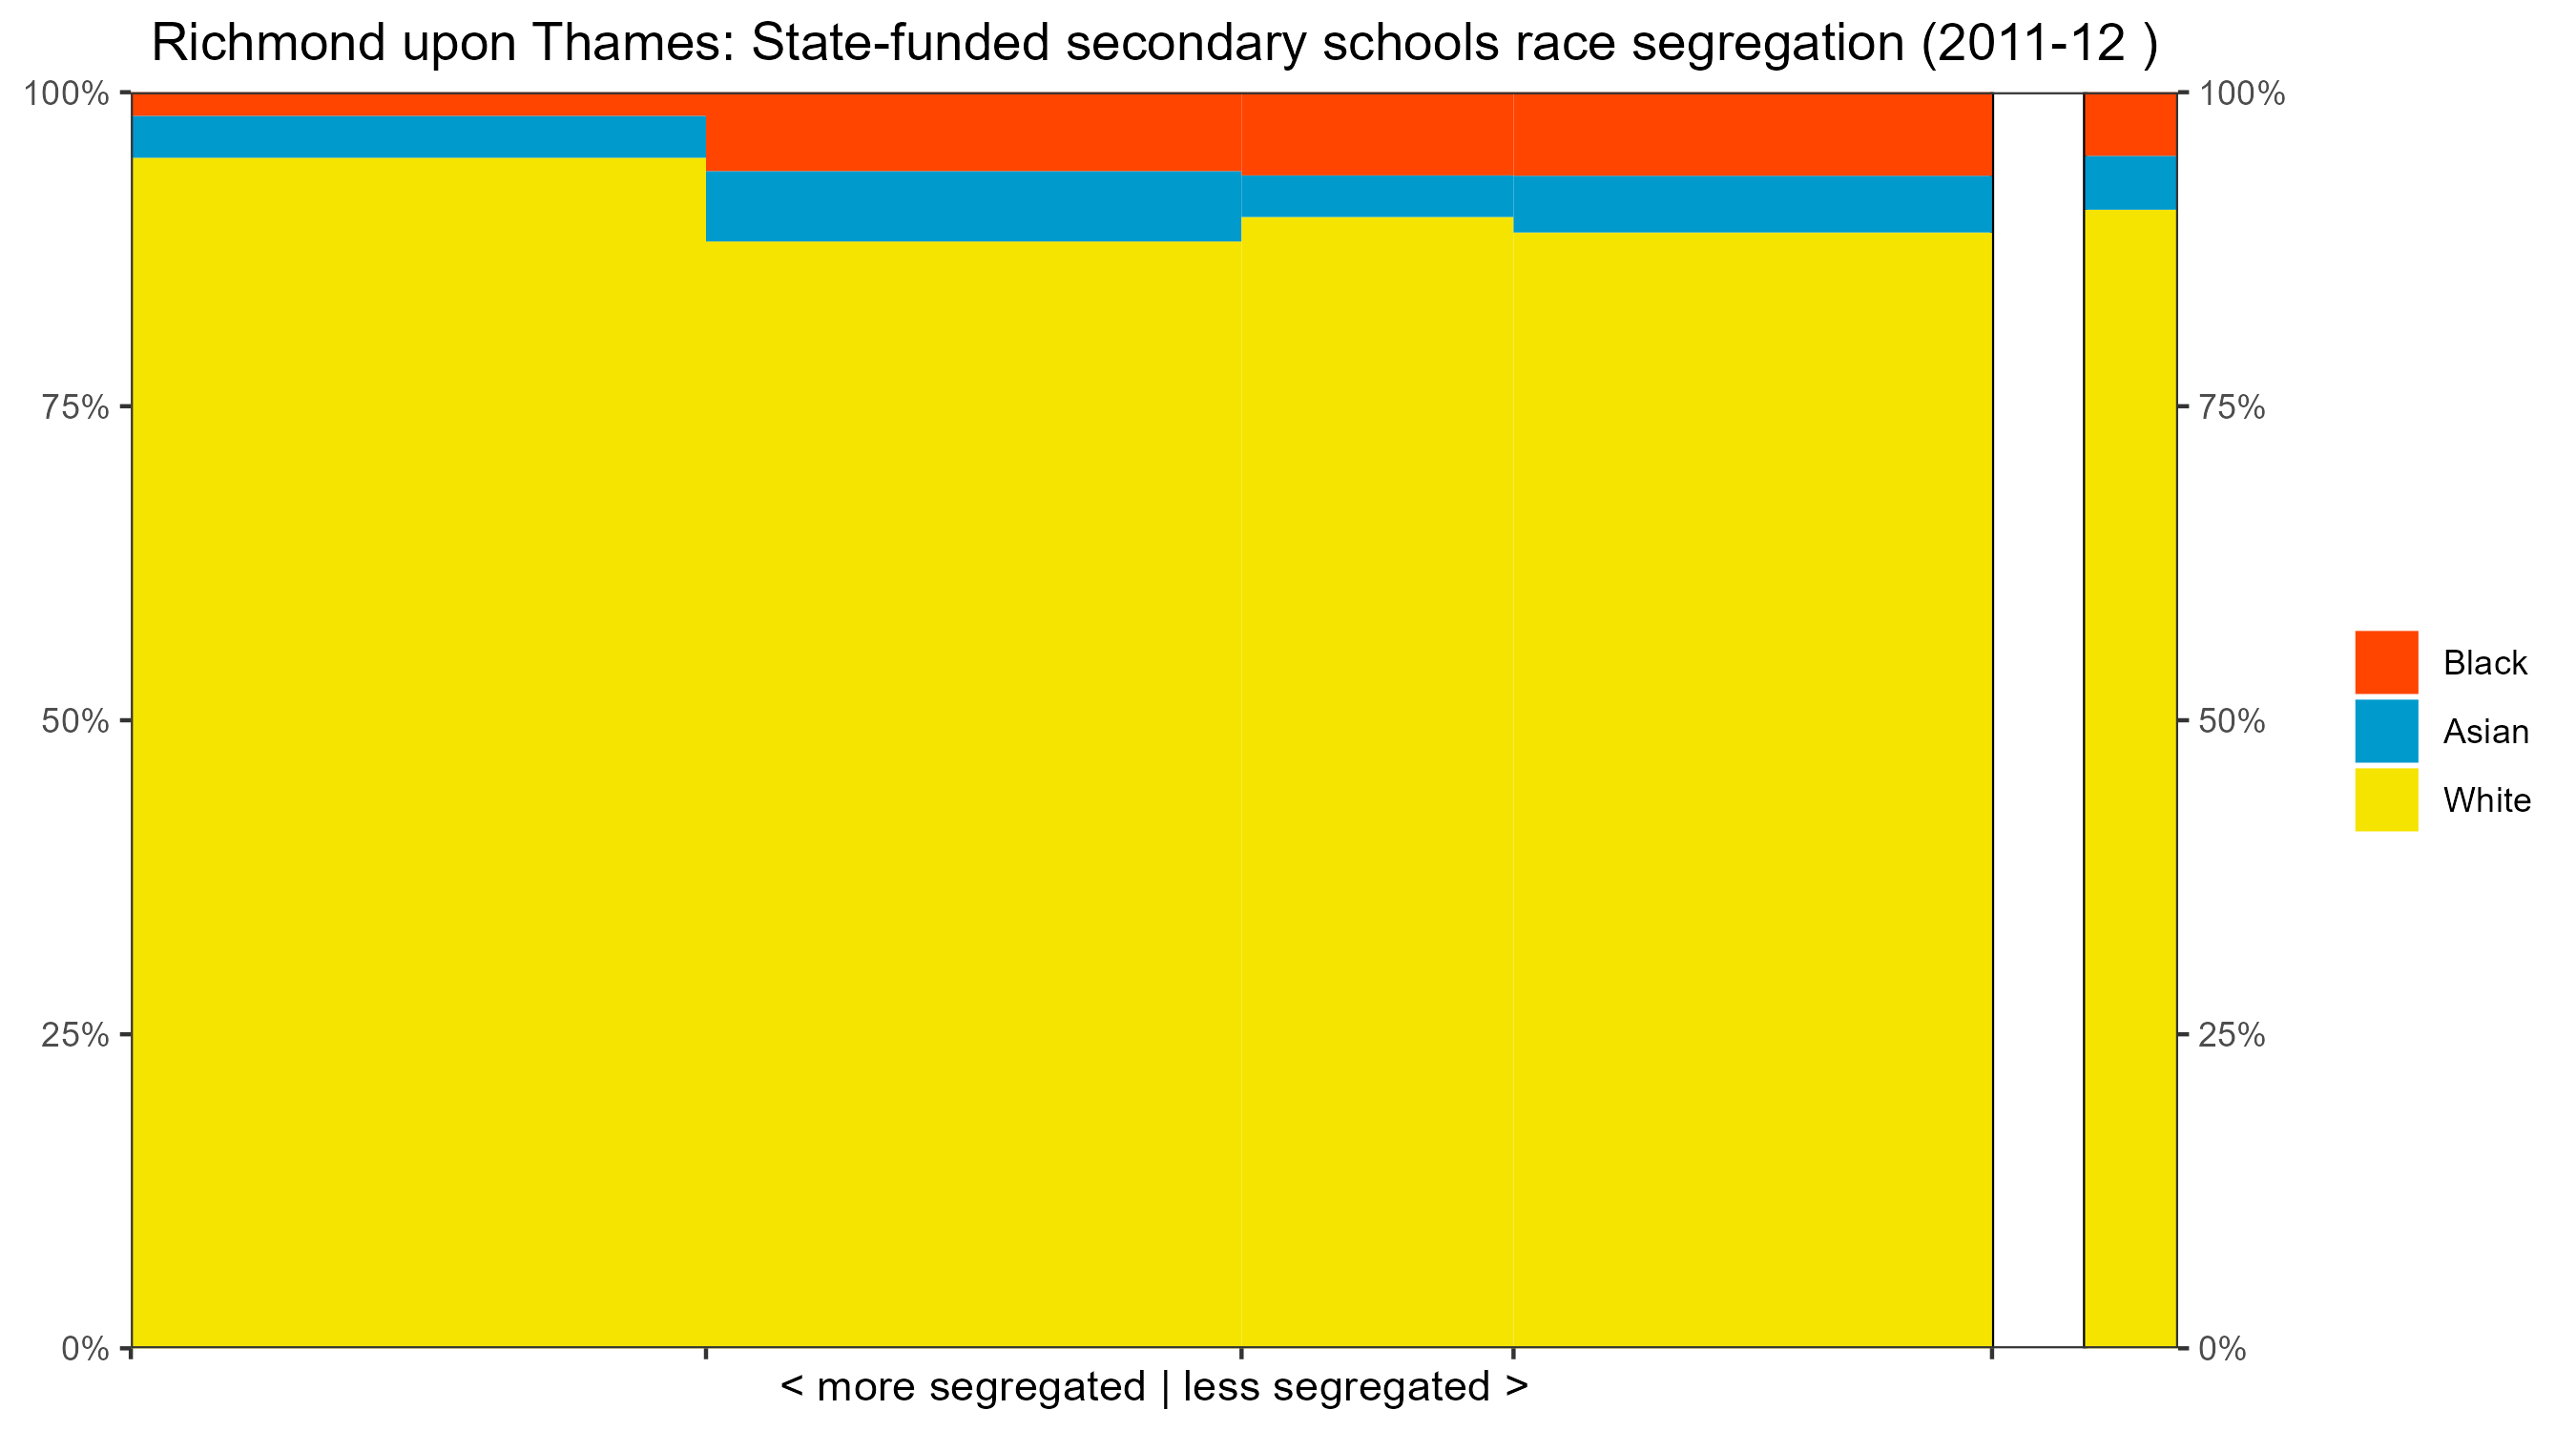 Richmond upon Thames: State-funded secondary schools race segregation (2011-12 )
100%
75%
50%
25%
0%
100%
75%
50%
25%
0%
Black
Asian
White
< more segregated | less segregated >